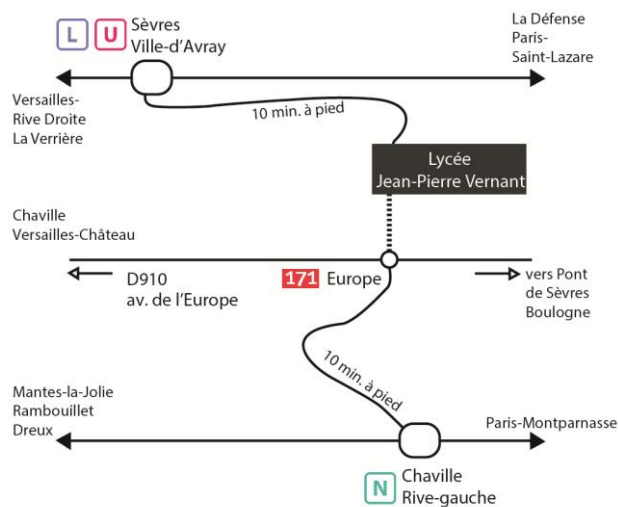 L U
Sèvres
Ville-d'Avray
La Défense
Paris-
Saint-Lazare
Versailles-
Rive Droite
La Verrière
10 min. à pied
Lycée
Jean-Pierre Vernant
Chaville
Versailles-Château
D910
av. de l'Europe
171 Europe
vers Pont
de Sèvres
Boulogne
10 min. à pied
Mantes-la-Jolie
Rambouillet
Dreux
Paris-Montparnasse
N
Chaville
Rive-gauche